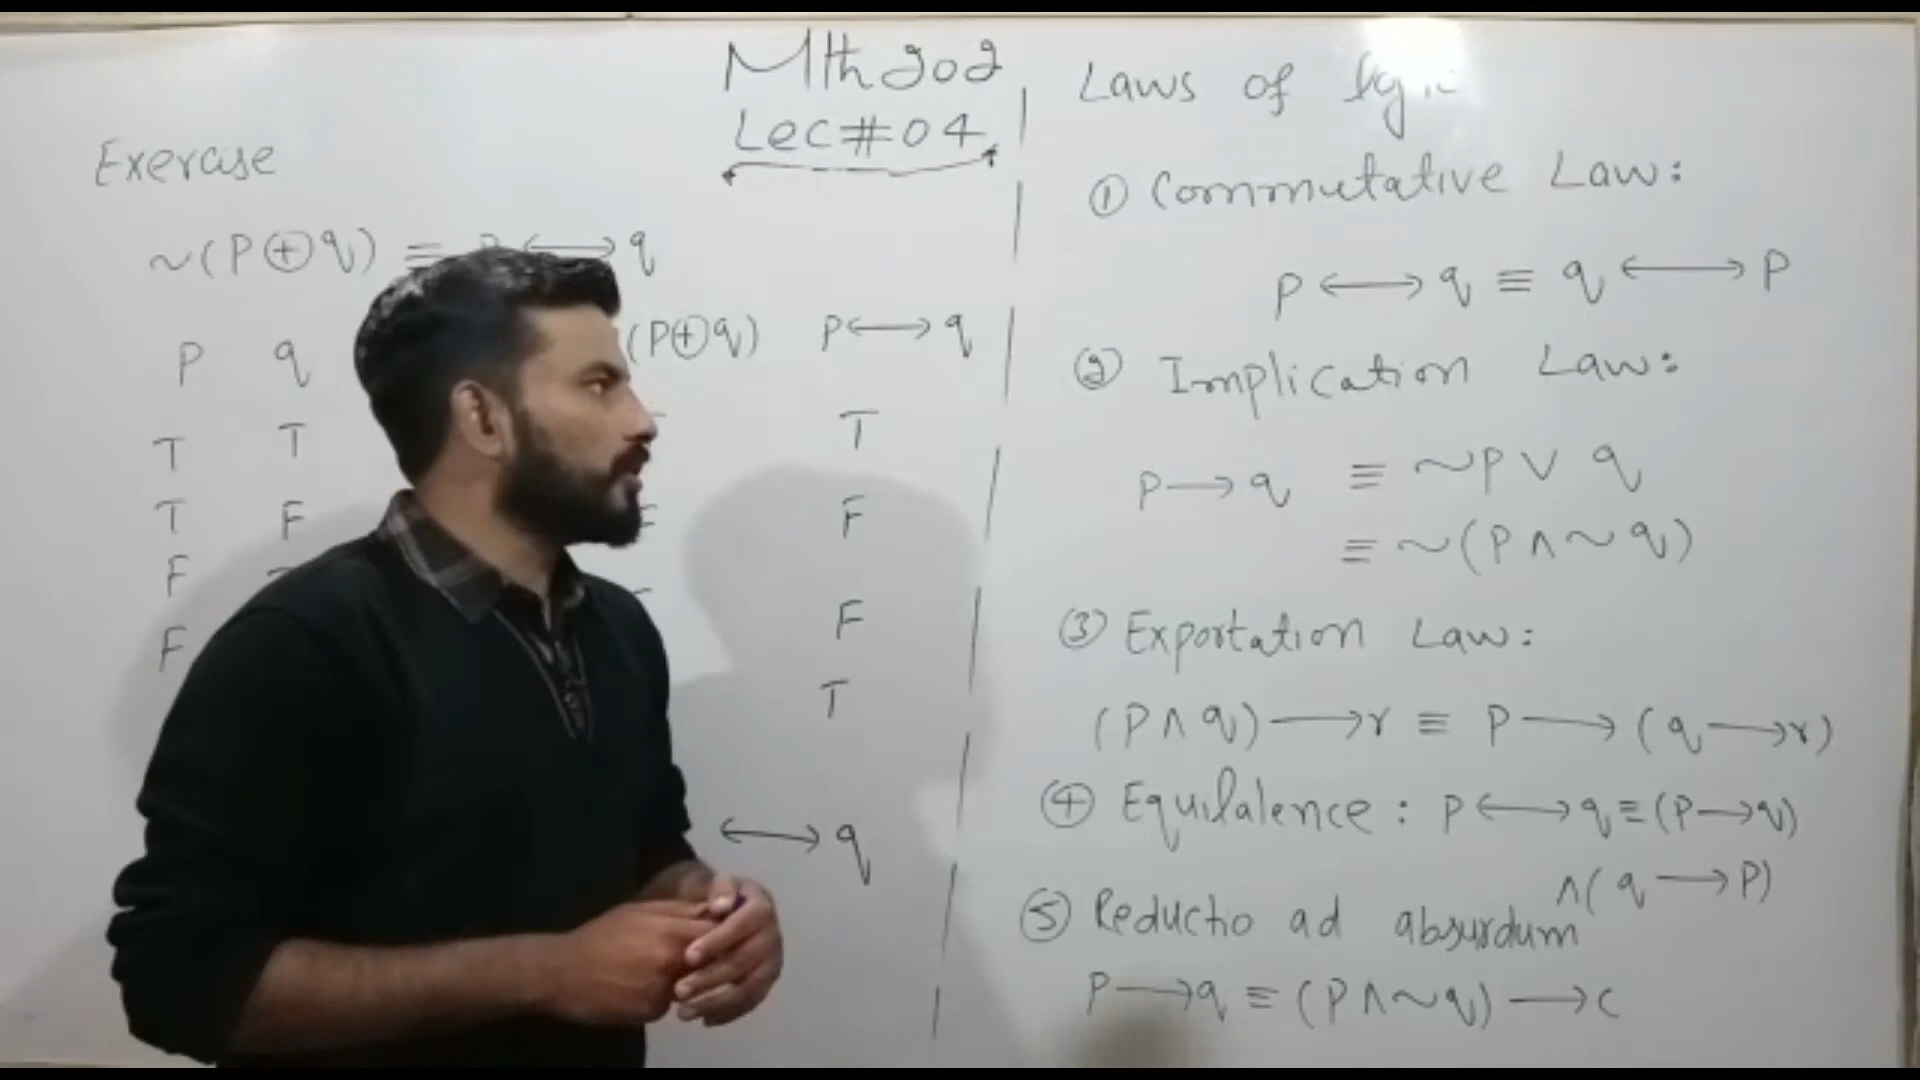 Mth202
Lec#04
Exercise
~(P⊕q) ≡ P ⟷ q
P q (P⊕q) P⟷q
T T T
T F F F
F F
F T
⟷ q
Laws of
① Commutative Law:
P ⟷ q ≡ q ⟷ P
② Implication Law:
P ⟶ q ≡ ~P ∨ q
≡ ~(P ∧ ~q)
③ Exportation Law:
(P ∧ q) ⟶ r ≡ P ⟶ (q ⟶ r)
④ Equilalence: P ⟷ q ≡ (P ⟶ q)
∧ (q ⟶ P)
⑤ Reductio ad absurdum
P ⟶ q ≡ (P ∧ ~q) ⟶ c